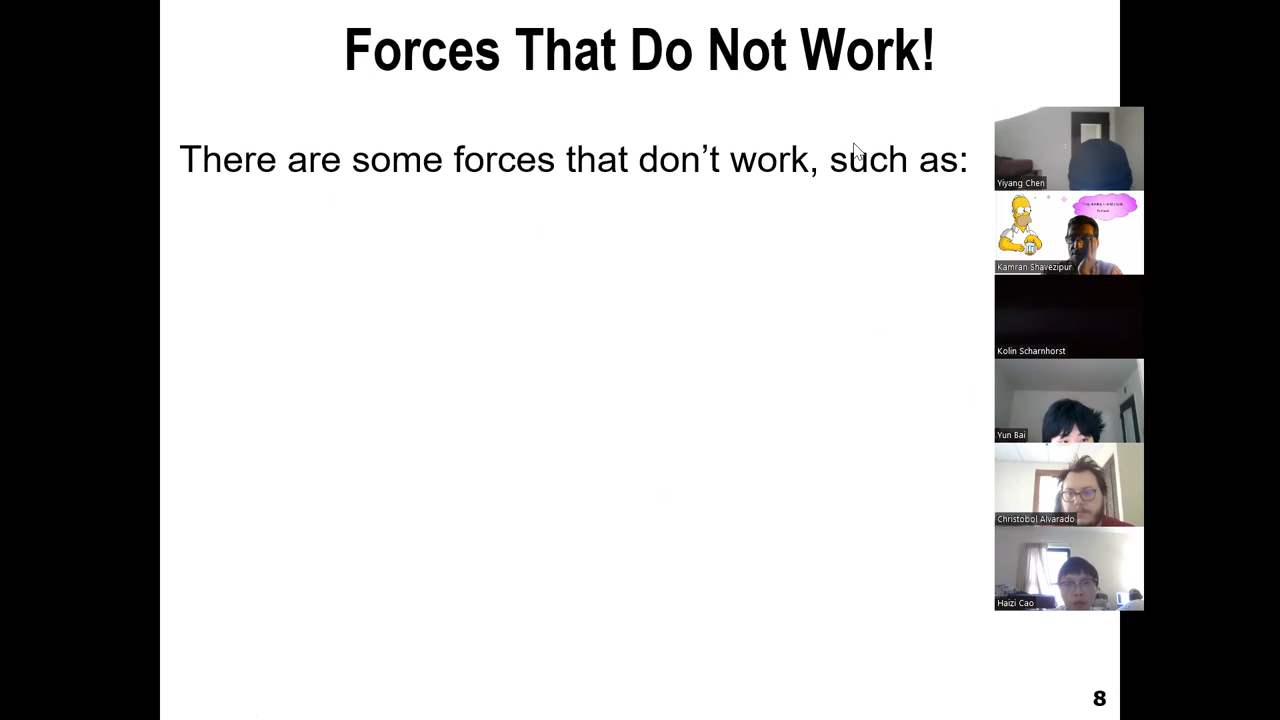 Forces That Do Not Work!
There are some forces that don’t work, such as:
Yiyang Chen
Kamran Shavezipur
Kolin Scharnhorst
Yun Bai
Christobol Alvarado
Haizi Cao
8